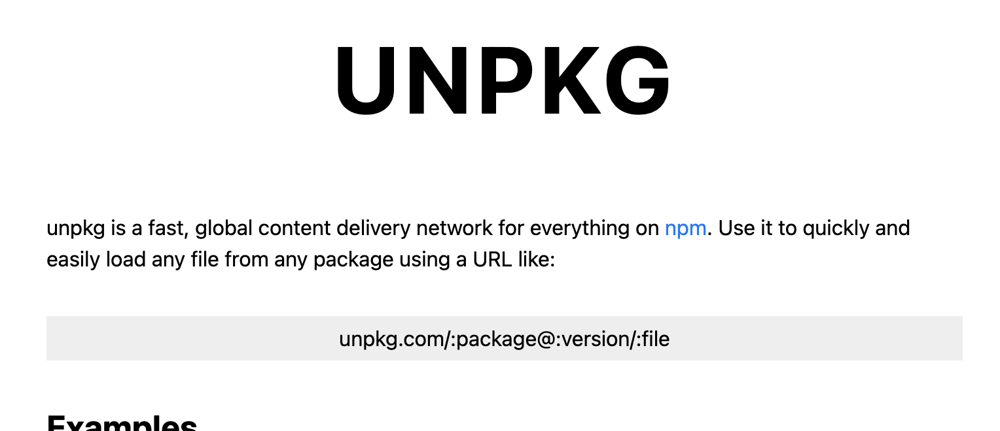 UNPKG
unpkg is a fast, global content delivery network for everything on npm. Use it to quickly and
easily load any file from any package using a URL like:
unpkg.com/:package@:version/:file
Examples